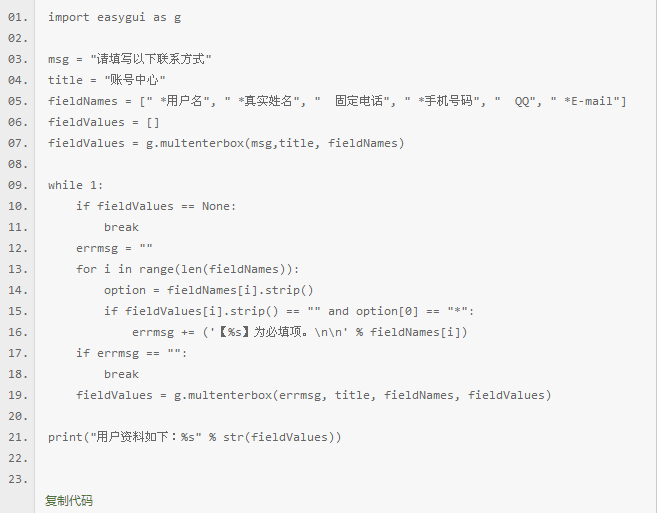 01. import easygui as g
02.
03. msg = "请填写以下联系方式"
04. title = "账号中心"
05. fieldNames = [" *用户名", " *真实姓名", "  固定电话", " *手机号码", "  QQ", " *E-mail"]
06. fieldValues = []
07. fieldValues = g.multenterbox(msg,title, fieldNames)
08.
09. while 1:
10.     if fieldValues == None:
11.         break
12.     errmsg = ""
13.     for i in range(len(fieldNames)):
14.         option = fieldNames[i].strip()
15.         if fieldValues[i].strip() == "" and option[0] == "*":
16.             errmsg += ('【%s】为必填项。\n\n' % fieldNames[i])
17.     if errmsg == "":
18.         break
19.     fieldValues = g.multenterbox(errmsg, title, fieldNames, fieldValues)
20.
21. print("用户资料如下：%s" % str(fieldValues))
22.
23.
复制代码